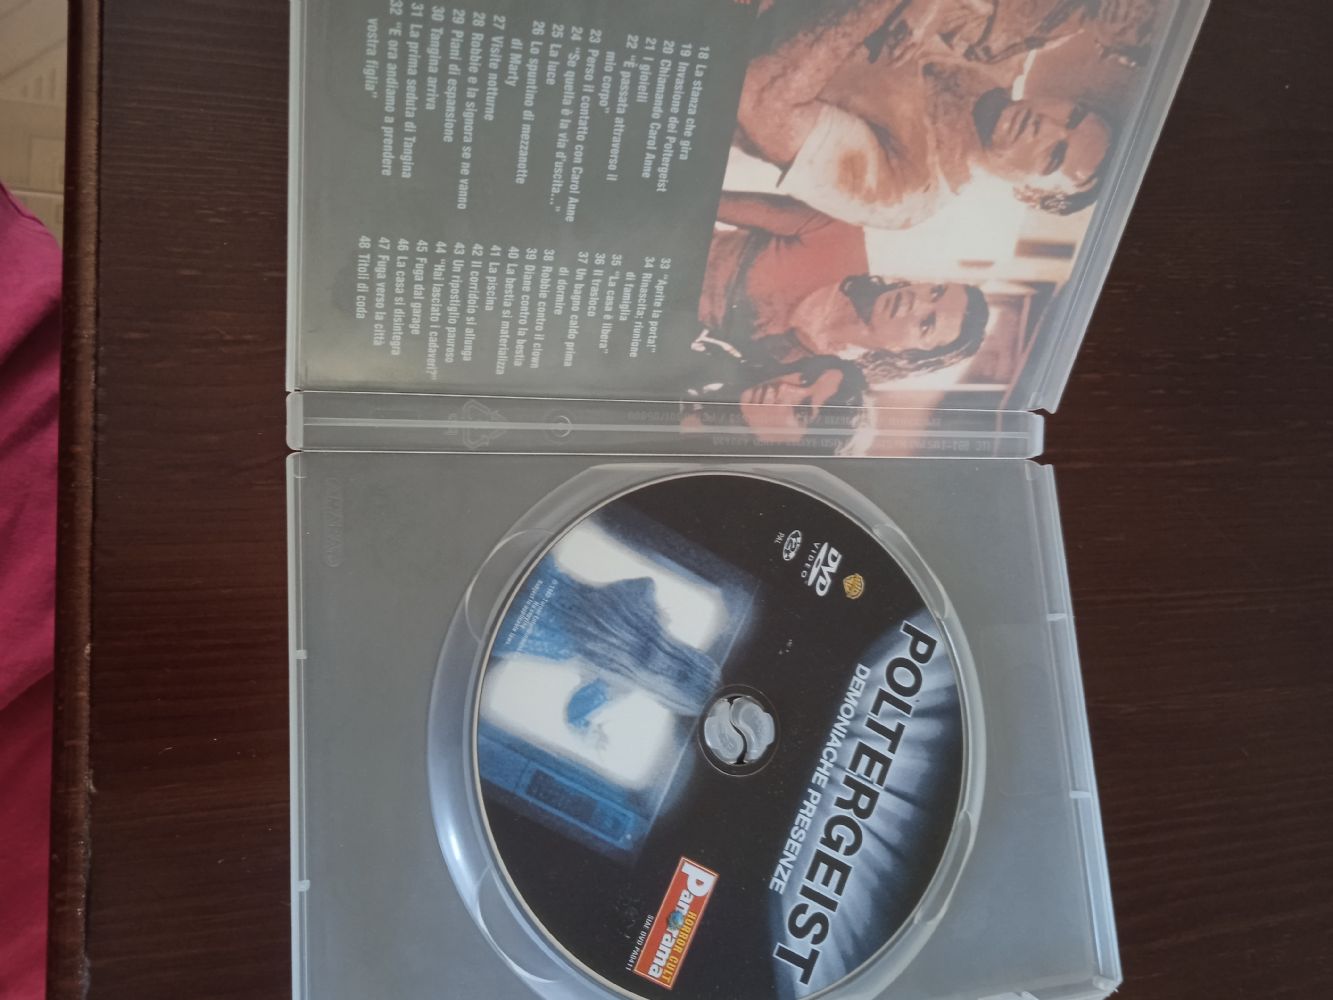 18 La stanza che gira
19 Invasione dei Poltergeist
20 Chiamando Carol Anne
21 I gioielli
22 "È passata attraverso il
mio corpo"
23 Perso il contatto con Carol Anne
24 "Se quella è la via d'uscita..."
25 La luce
26 Lo spuntino di mezzanotte
di Marty
27 Visite notturne
28 Robbie e la signora se ne vanno
29 Piani di espansione
30 Tangina arriva
31 La prima seduta di Tangina
32 "E ora andiamo a prendere
vostra figlia"
33 "Aprite la porta!"
34 Rinascita; riunione
di famiglia
35 "La casa è libera"
36 Il trasloco
37 Un bagno caldo prima
di dormire
38 Robbie contro il clown
39 Diane contro la bestia
40 La bestia si materializza
41 La piscina
42 Il corridoio si allunga
43 Un ripostiglio pauroso
44 "Hai lasciato i cadaveri?"
45 Fuga dal garage
46 La casa si disintegra
47 Fuga verso la città
48 Titoli di coda
POLTERGEIST
DEMONIACHE PRESENZE
DVD
VIDEO
2
PAL
HORROR CULT
Panorama
SIAE DVD PA0411